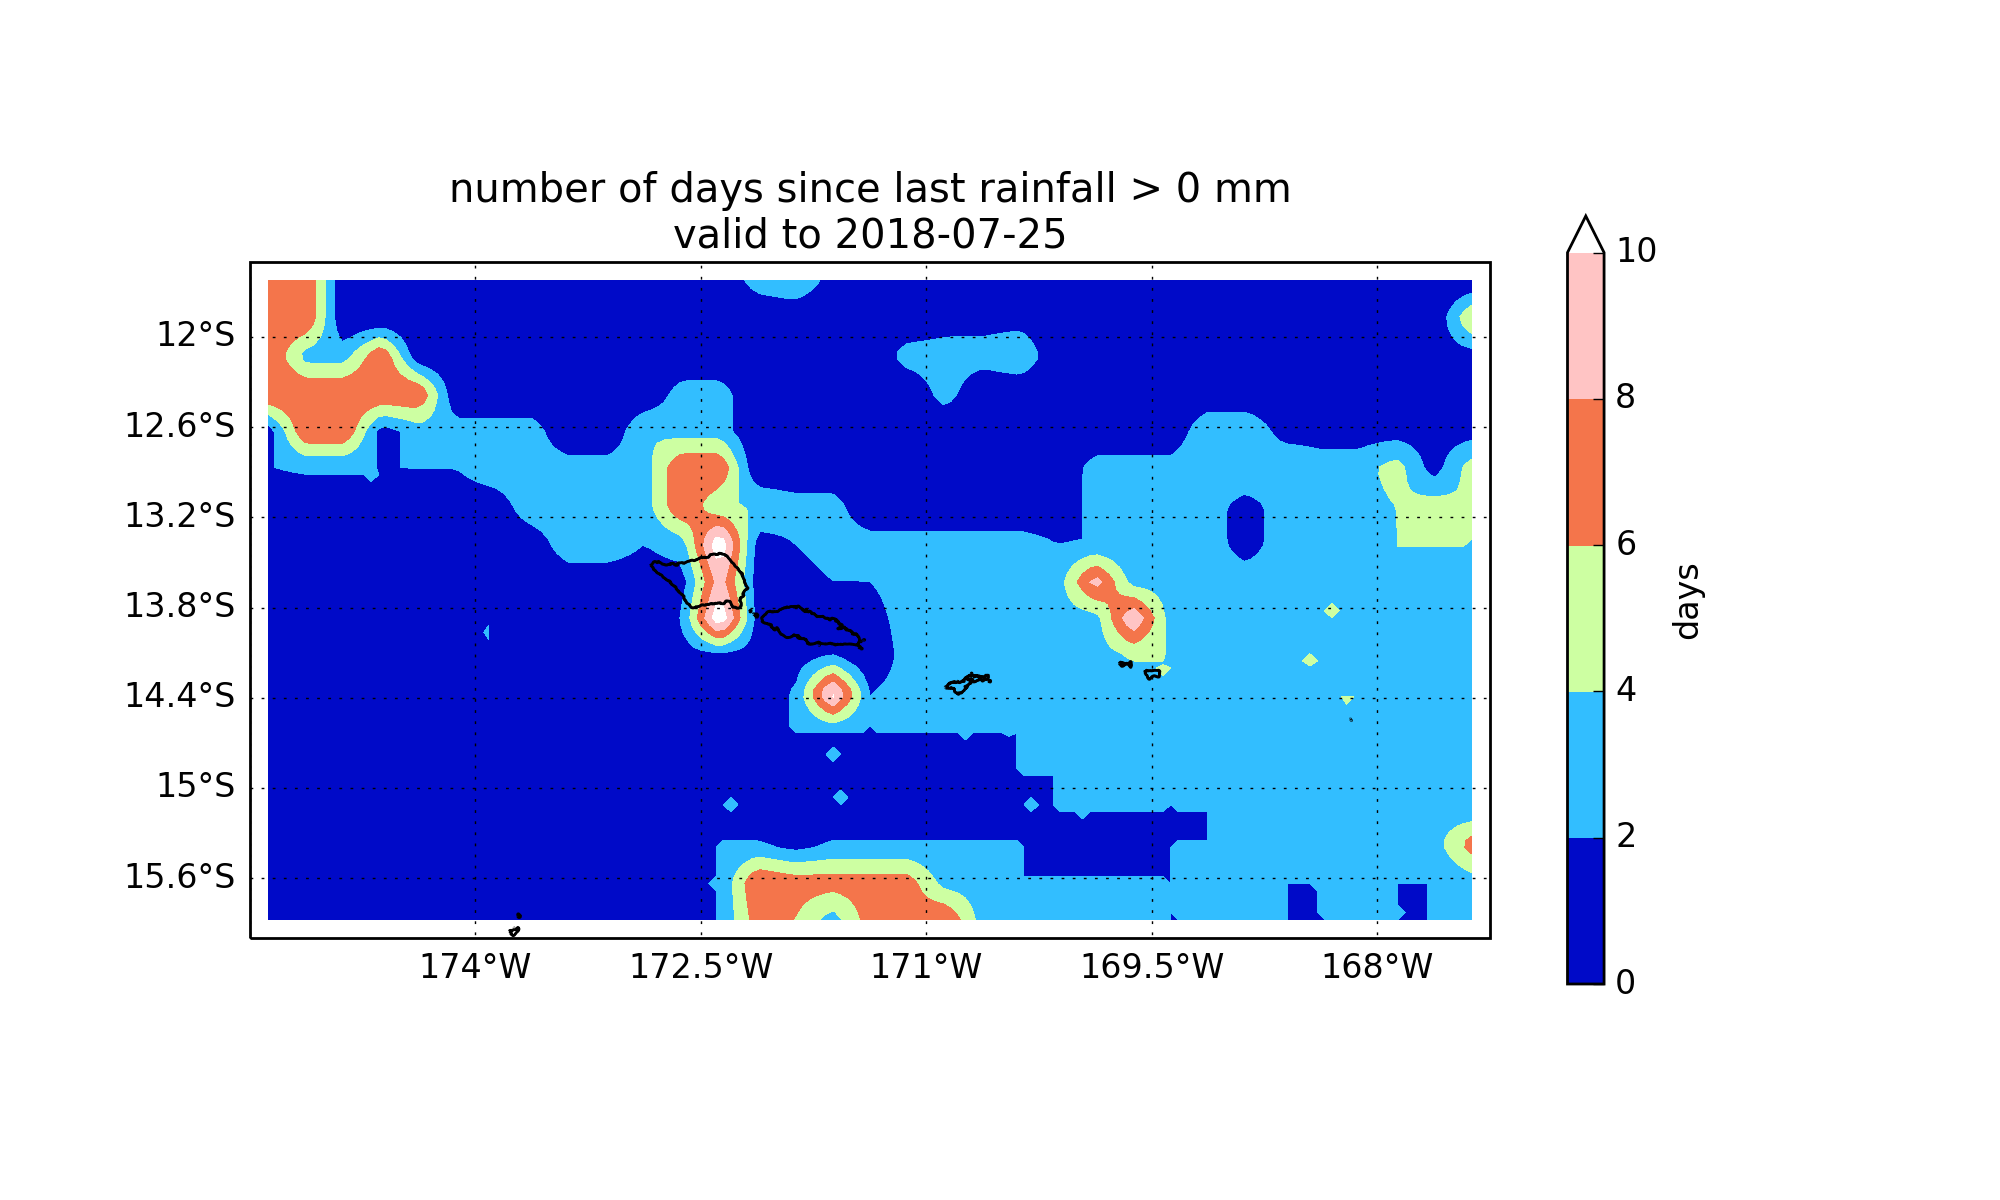 number of days since last rainfall > 0 mm
valid to 2018-07-25
12°S
12.6°S
13.2°S
13.8°S
14.4°S
15°S
15.6°S
174°W
172.5°W
171°W
169.5°W
168°W
10
8
6
4
2
0
days